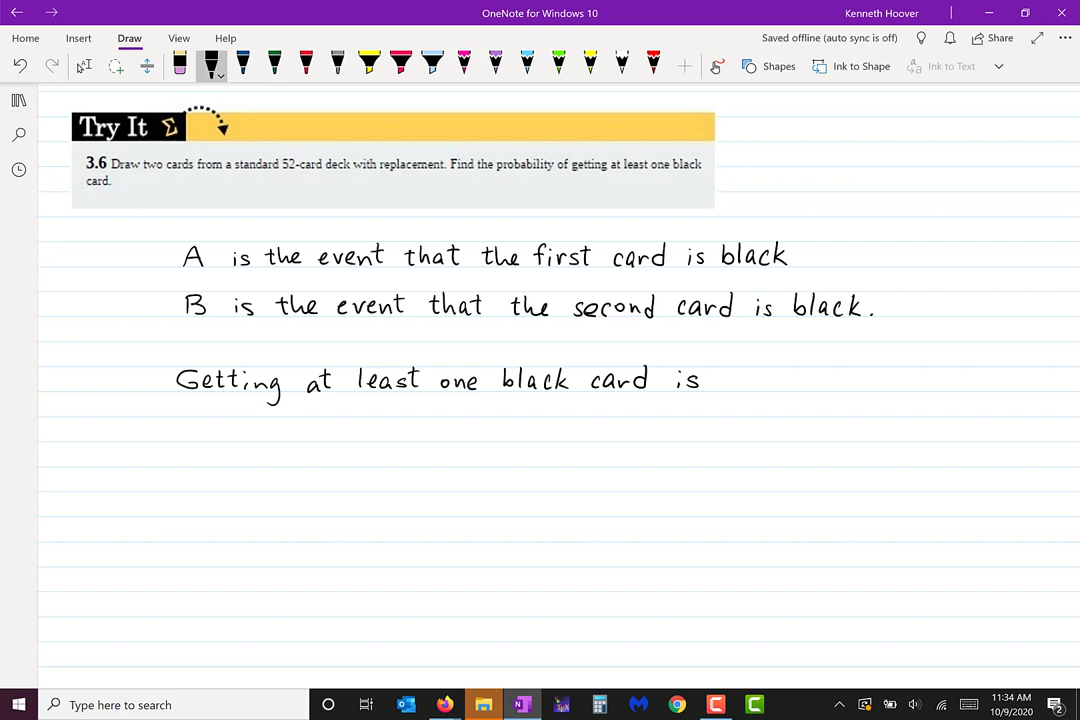 OneNote for Windows 10
Kenneth Hoover
Home Insert Draw View Help
Saved offline (auto sync is off)
Share
Shapes
Ink to Shape
Ink to Text
Try It Σ
3.6 Draw two cards from a standard 52-card deck with replacement. Find the probability of getting at least one black
card.
A is the event that the first card is black
B is the event that the second card is black.
Getting at least one black card is
Type here to search
11:34 AM
10/9/2020
2